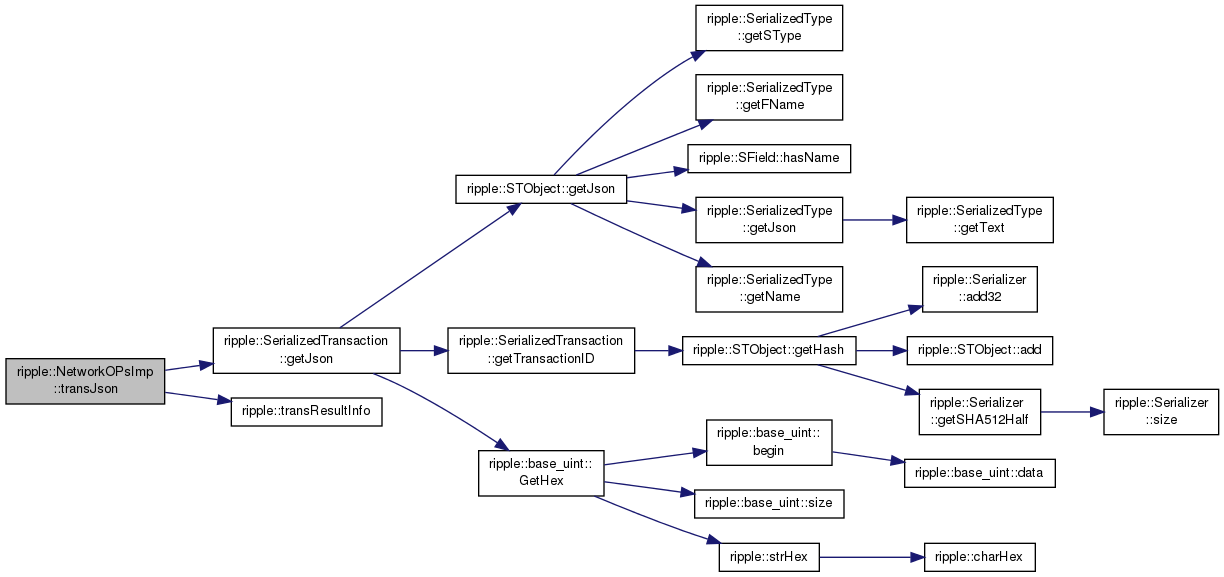 ripple::SerializedType
::getSType
ripple::SerializedType
::getFName
ripple::SField::hasName
ripple::STObject::getJson
ripple::SerializedType
::getJson
ripple::SerializedType
::getText
ripple::SerializedType
::getName
ripple::Serializer
::add32
ripple::SerializedTransaction
::getJson
ripple::SerializedTransaction
::getTransactionID
ripple::STObject::getHash
ripple::STObject::add
ripple::NetworkOPsImp
::transJson
ripple::transResultInfo
ripple::Serializer
::getSHA512Half
ripple::Serializer
::size
ripple::base_uint::
GetHex
ripple::base_uint::
begin
ripple::base_uint::data
ripple::base_uint::size
ripple::strHex
ripple::charHex